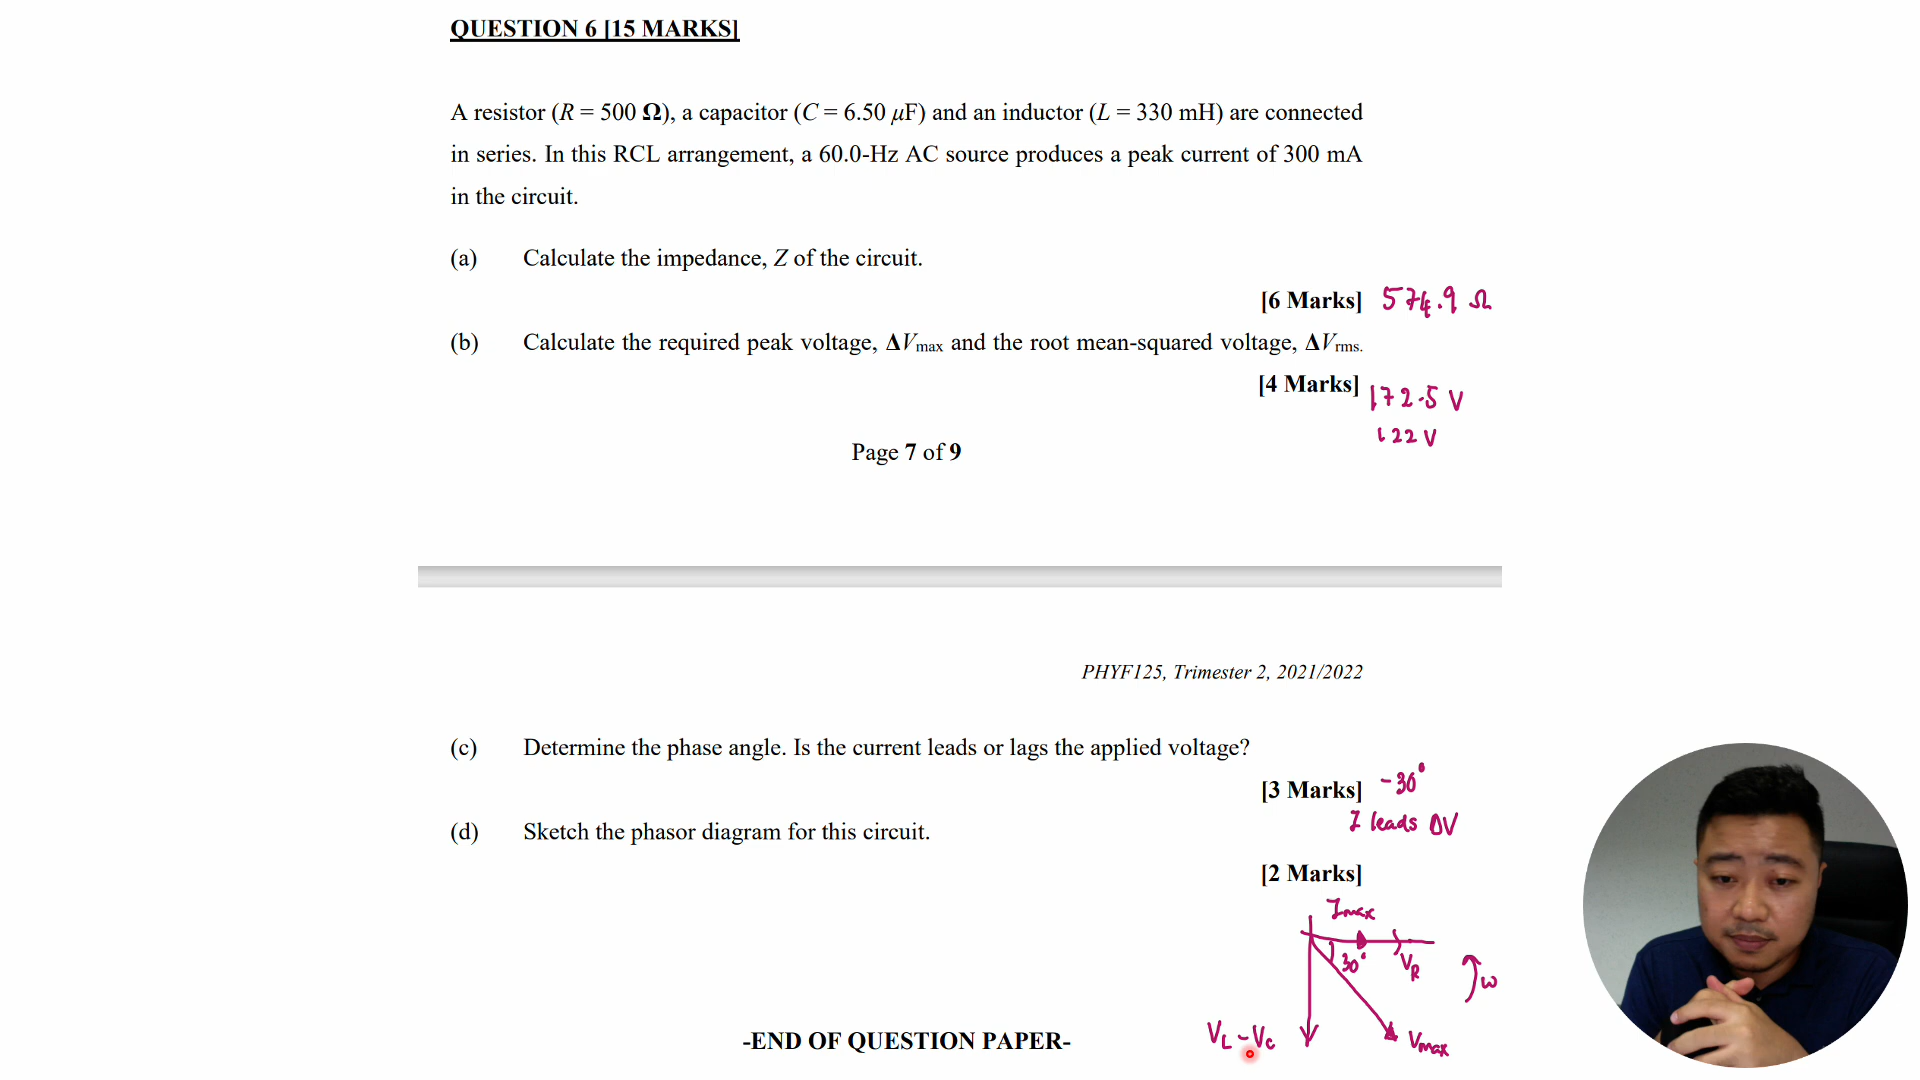 QUESTION 6 [15 MARKS]
A resistor (R = 500 Ω), a capacitor (C = 6.50 μF) and an inductor (L = 330 mH) are connected
in series. In this RCL arrangement, a 60.0-Hz AC source produces a peak current of 300 mA
in the circuit.
(a) Calculate the impedance, Z of the circuit.
[6 Marks] 574.9 Ω
(b) Calculate the required peak voltage, ΔVmax and the root mean-squared voltage, ΔVrms.
[4 Marks] 172.5 V
122 V
Page 7 of 9
PHYF125, Trimester 2, 2021/2022
(c) Determine the phase angle. Is the current leads or lags the applied voltage?
[3 Marks] -30°
I leads ΔV
(d) Sketch the phasor diagram for this circuit.
[2 Marks]
Imax
30° VR
ω
VL - Vc
Vmax
-END OF QUESTION PAPER-